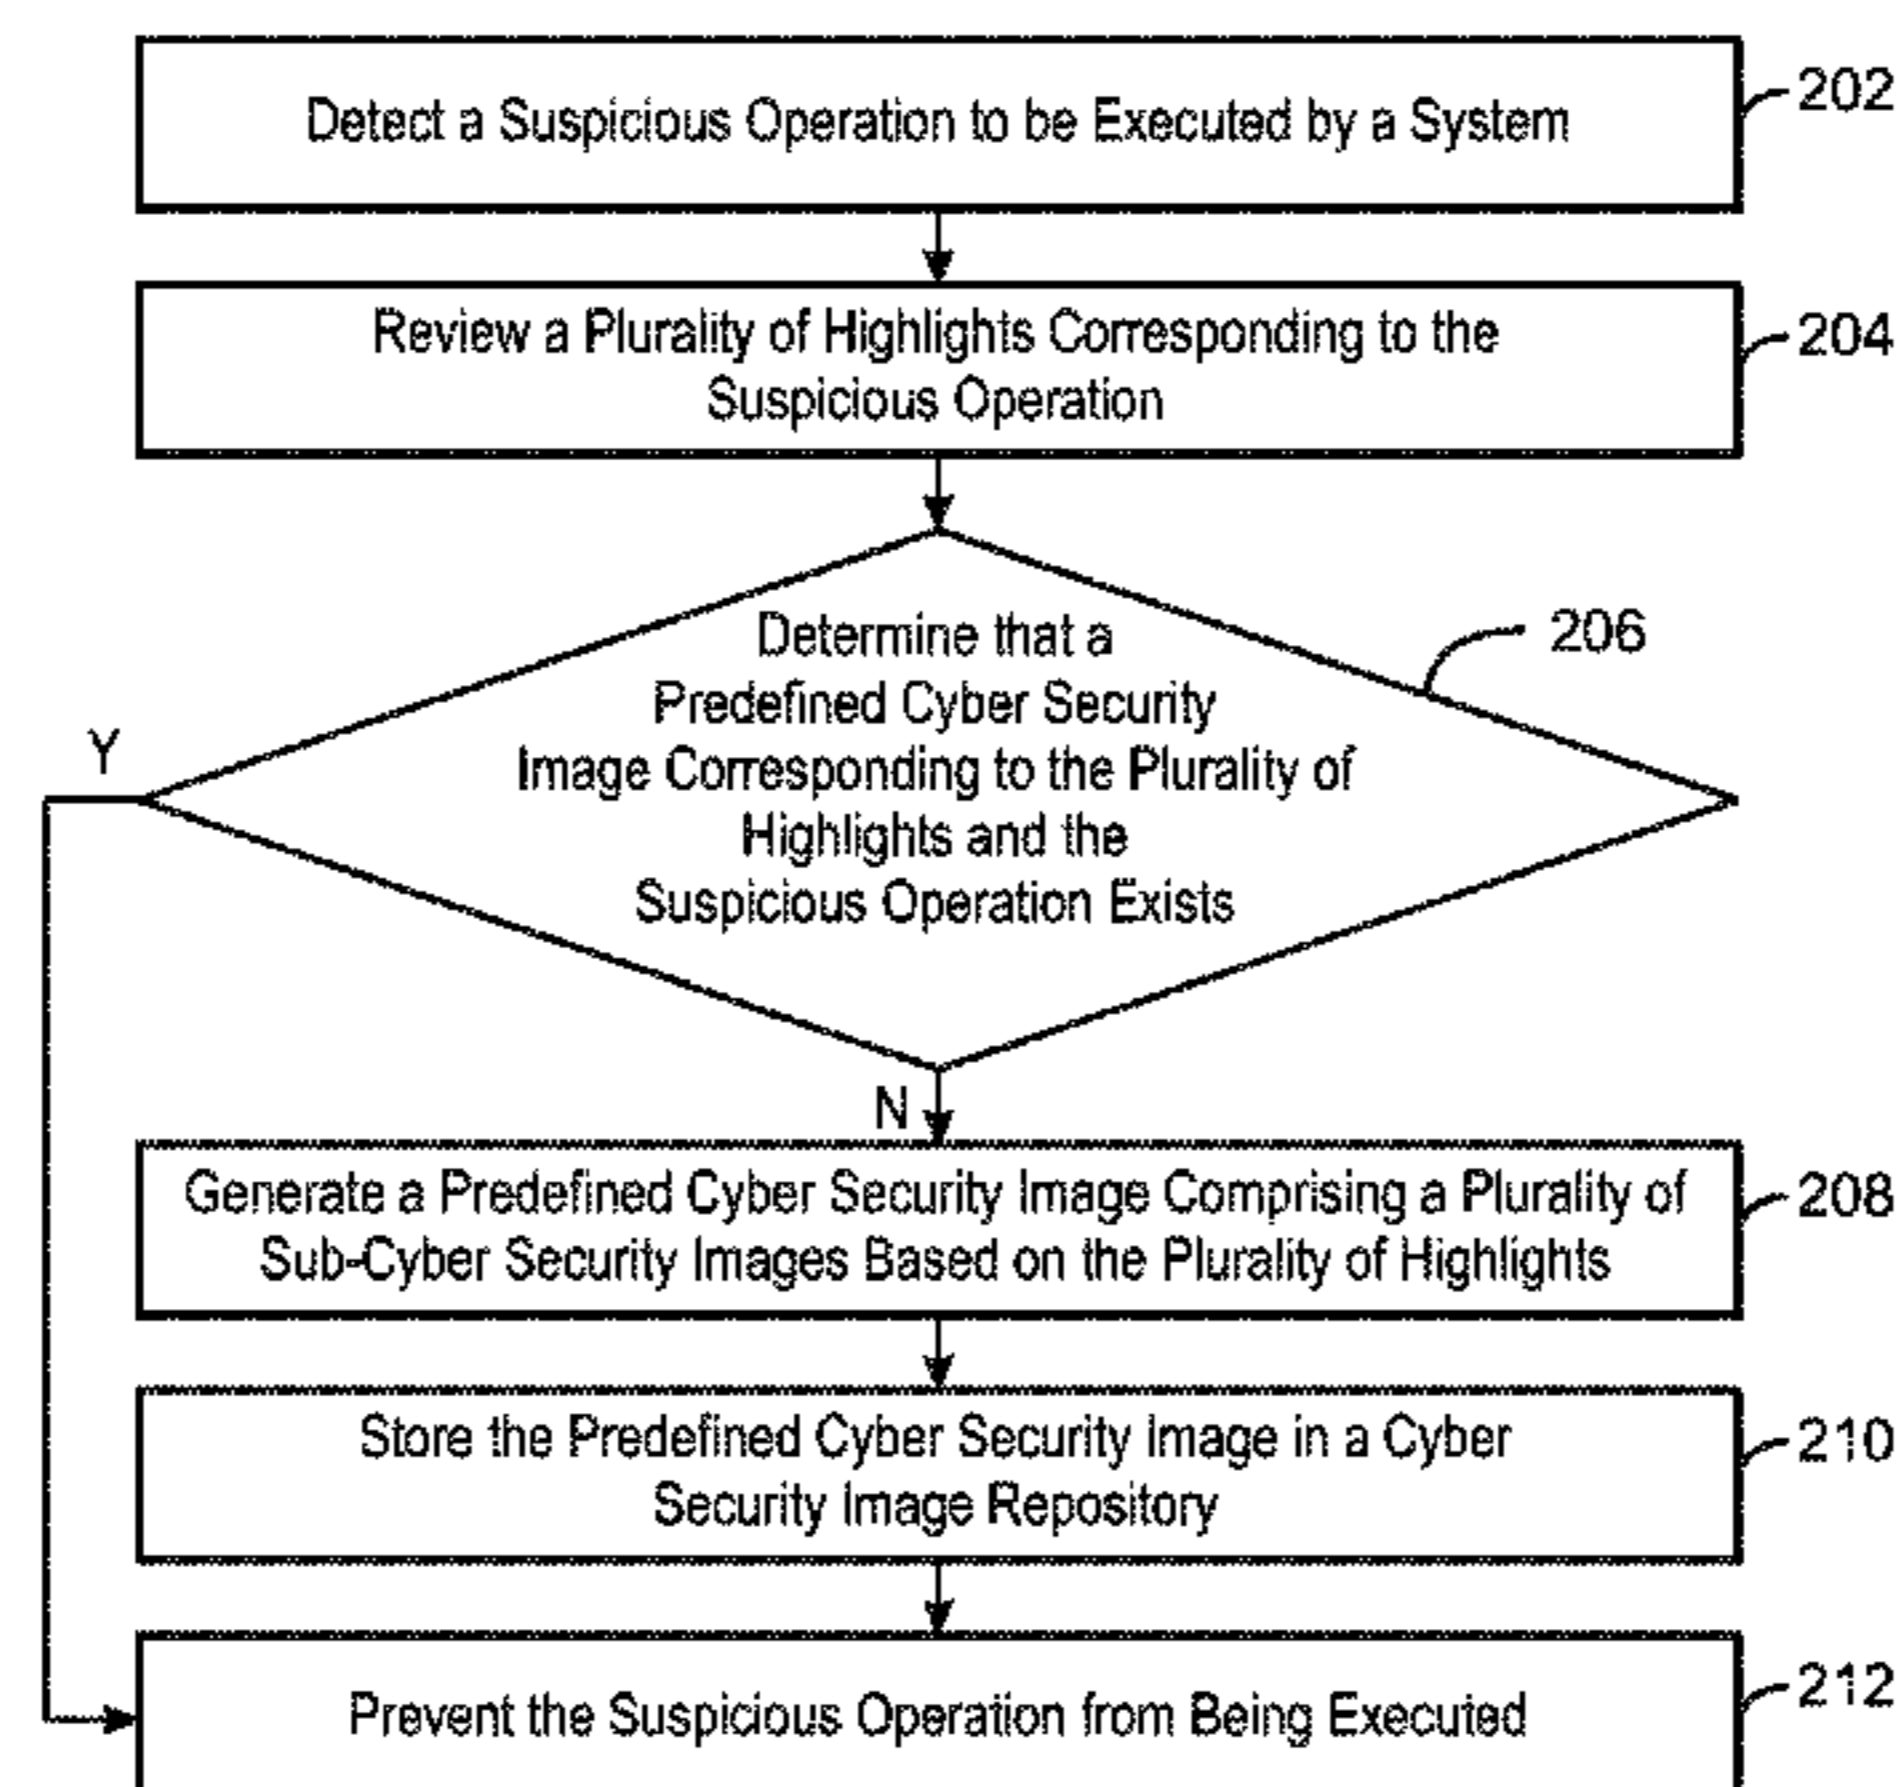 Detect a Suspicious Operation to be Executed by a System
202
Review a Plurality of Highlights Corresponding to the
Suspicious Operation
204
Determine that a
Predefined Cyber Security
Image Corresponding to the Plurality of
Highlights and the
Suspicious Operation Exists
206
Y
N
Generate a Predefined Cyber Security Image Comprising a Plurality of
Sub-Cyber Security Images Based on the Plurality of Highlights
208
Store the Predefined Cyber Security Image in a Cyber
Security Image Repository
210
Prevent the Suspicious Operation from Being Executed
212